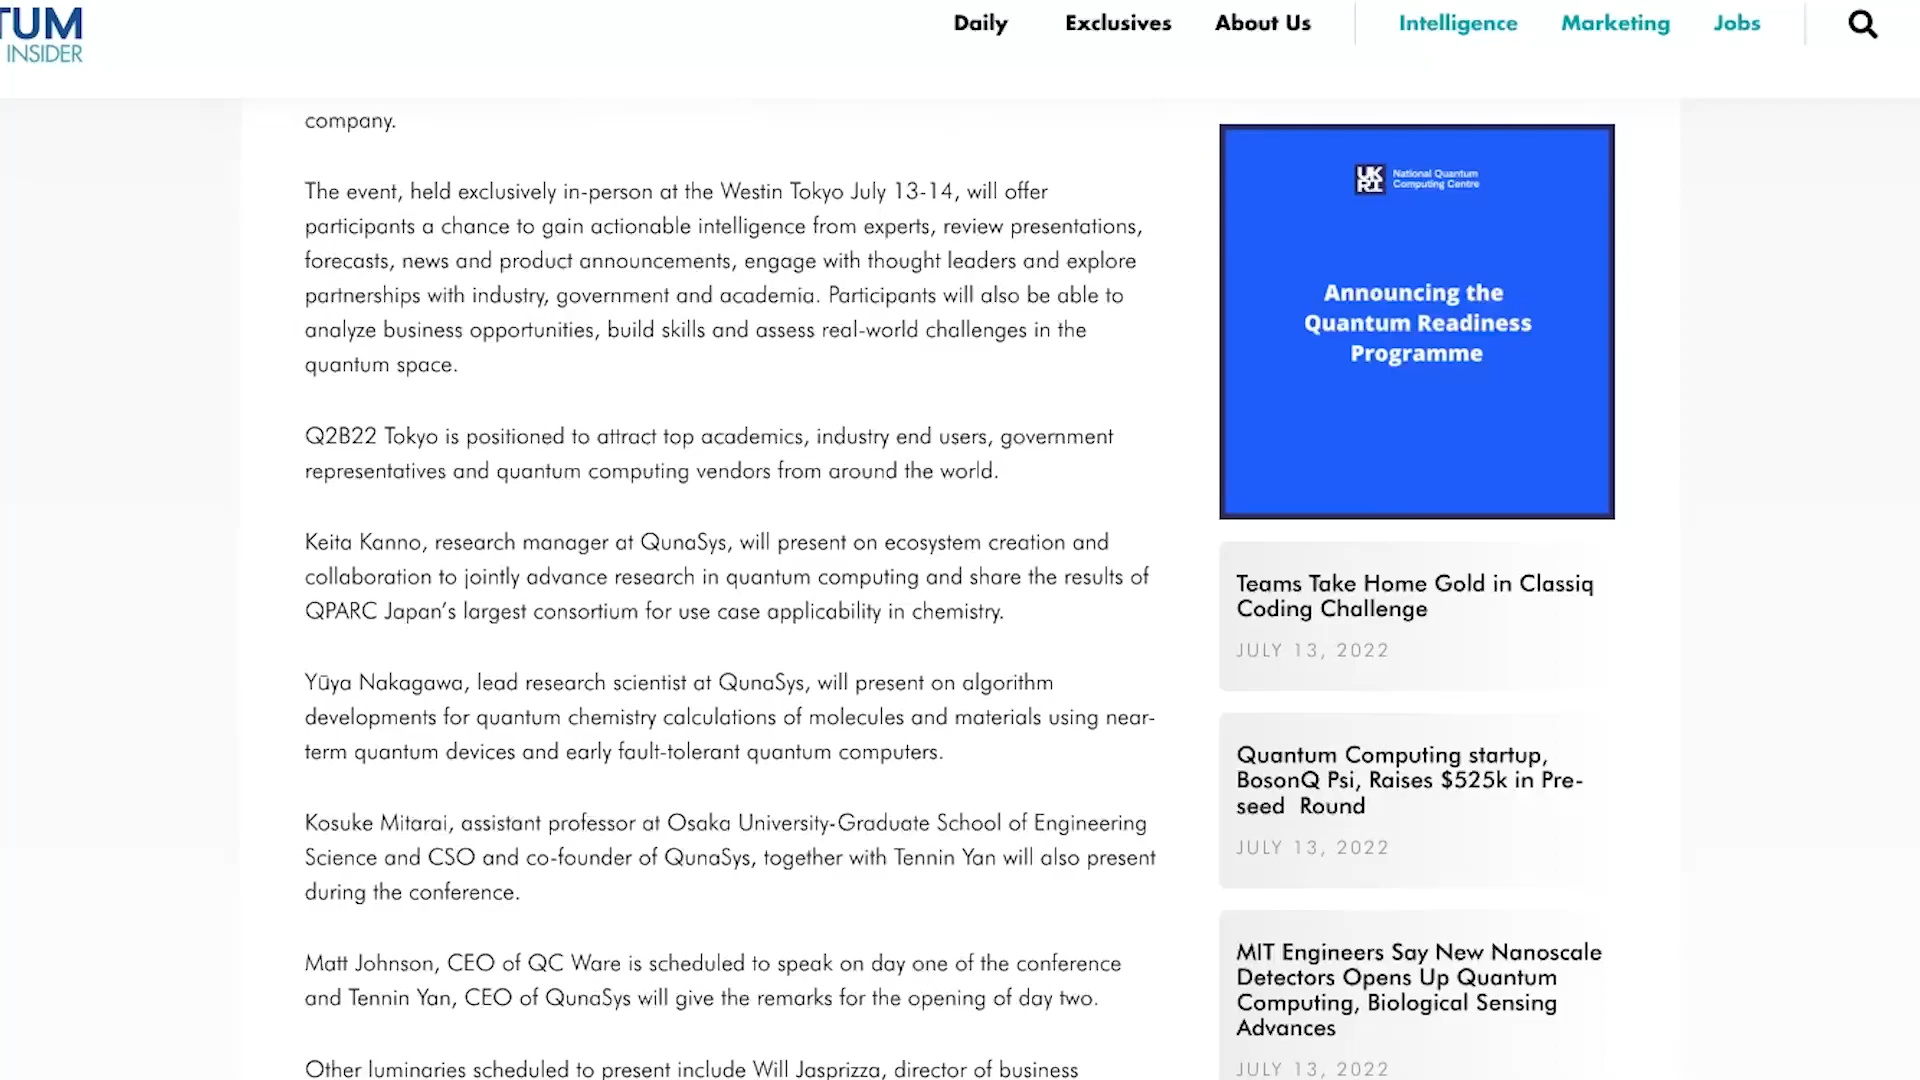 TUM
INSIDER
Daily
Exclusives
About Us
Intelligence
Marketing
Jobs
company.
The event, held exclusively in-person at the Westin Tokyo July 13-14, will offer
participants a chance to gain actionable intelligence from experts, review presentations,
forecasts, news and product announcements, engage with thought leaders and explore
partnerships with industry, government and academia. Participants will also be able to
analyze business opportunities, build skills and assess real-world challenges in the
quantum space.
Q2B22 Tokyo is positioned to attract top academics, industry end users, government
representatives and quantum computing vendors from around the world.
Keita Kanno, research manager at QunaSys, will present on ecosystem creation and
collaboration to jointly advance research in quantum computing and share the results of
QPARC Japan's largest consortium for use case applicability in chemistry.
Yūya Nakagawa, lead research scientist at QunaSys, will present on algorithm
developments for quantum chemistry calculations of molecules and materials using near-
term quantum devices and early fault-tolerant quantum computers.
Kosuke Mitarai, assistant professor at Osaka University-Graduate School of Engineering
Science and CSO and co-founder of QunaSys, together with Tennin Yan will also present
during the conference.
Matt Johnson, CEO of QC Ware is scheduled to speak on day one of the conference
and Tennin Yan, CEO of QunaSys will give the remarks for the opening of day two.
Other luminaries scheduled to present include Will Jasprizza, director of business
UK
RI
National Quantum
Computing Centre
Announcing the
Quantum Readiness
Programme
Teams Take Home Gold in Classiq
Coding Challenge
JULY 13, 2022
Quantum Computing startup,
BosonQ Psi, Raises $525k in Pre-
seed Round
JULY 13, 2022
MIT Engineers Say New Nanoscale
Detectors Opens Up Quantum
Computing, Biological Sensing
Advances
JULY 13, 2022